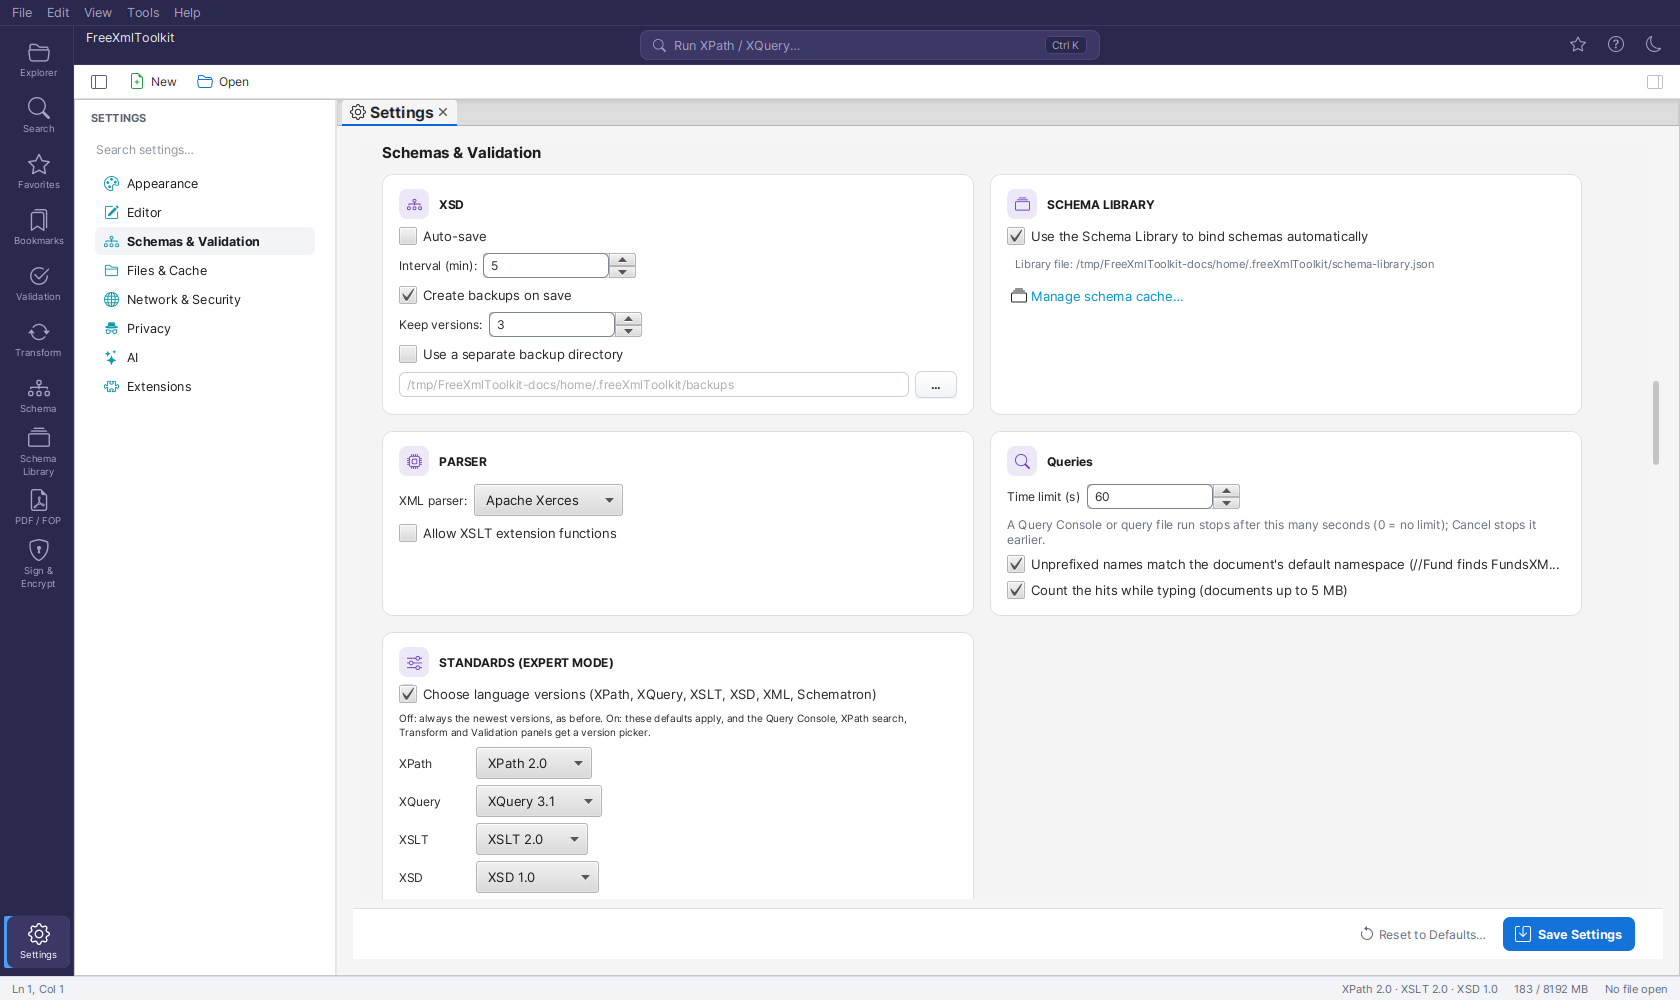 File Edit View Tools Help
FreeXmlToolkit
Run XPath / XQuery...
Ctrl K
Explorer
Search
Favorites
Bookmarks
Validation
Transform
Schema
Schema
Library
PDF / FOP
Sign &
Encrypt
Settings
New
Open
SETTINGS
Search settings...
Appearance
Editor
Schemas & Validation
Files & Cache
Network & Security
Privacy
AI
Extensions
Settings
Schemas & Validation
XSD
Auto-save
Interval (min): 5
Create backups on save
Keep versions: 3
Use a separate backup directory
/tmp/FreeXmlToolkit-docs/home/.freeXmlToolkit/backups
...
SCHEMA LIBRARY
Use the Schema Library to bind schemas automatically
Library file: /tmp/FreeXmlToolkit-docs/home/.freeXmlToolkit/schema-library.json
Manage schema cache...
PARSER
XML parser: Apache Xerces
Allow XSLT extension functions
Queries
Time limit (s) 60
A Query Console or query file run stops after this many seconds (0 = no limit); Cancel stops it
earlier.
Unprefixed names match the document's default namespace (//Fund finds FundsXM...
Count the hits while typing (documents up to 5 MB)
STANDARDS (EXPERT MODE)
Choose language versions (XPath, XQuery, XSLT, XSD, XML, Schematron)
Off: always the newest versions, as before. On: these defaults apply, and the Query Console, XPath search,
Transform and Validation panels get a version picker.
XPath XPath 2.0
XQuery XQuery 3.1
XSLT XSLT 2.0
XSD XSD 1.0
Reset to Defaults...
Save Settings
Ln 1, Col 1
XPath 2.0 · XSLT 2.0 · XSD 1.0
183 / 8192 MB
No file open